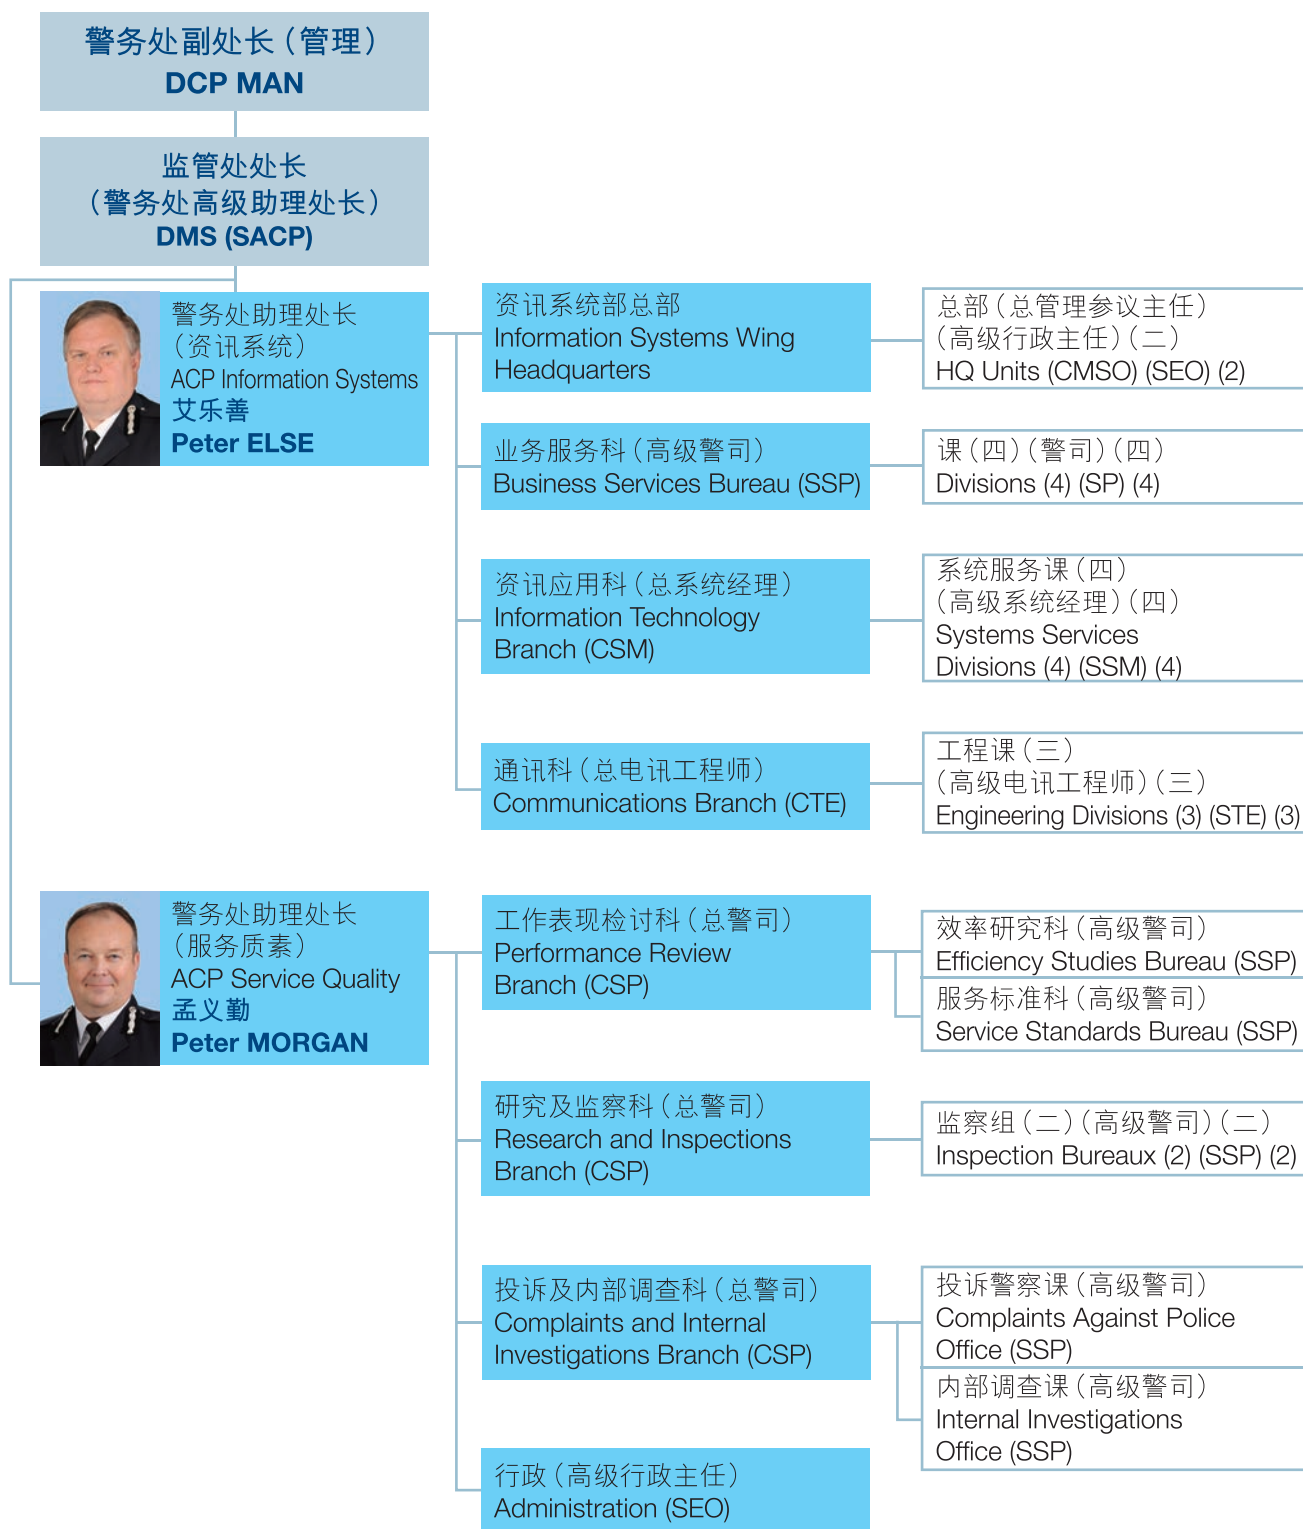 警务处副处长（管理）
DCP MAN
监管处处长
（警务处高级助理处长）
DMS (SACP)
警务处助理处长
（资讯系统）
ACP Information Systems
艾乐善
Peter ELSE
资讯系统部总部
Information Systems Wing
Headquarters
总部（总管理参议主任）
（高级行政主任）（二）
HQ Units (CMSO) (SEO) (2)
业务服务科（高级警司）
Business Services Bureau (SSP)
课（四）（警司）（四）
Divisions (4) (SP) (4)
资讯应用科（总系统经理）
Information Technology
Branch (CSM)
系统服务课（四）
（高级系统经理）（四）
Systems Services
Divisions (4) (SSM) (4)
通讯科（总电讯工程师）
Communications Branch (CTE)
工程课（三）
（高级电讯工程师）（三）
Engineering Divisions (3) (STE) (3)
警务处助理处长
（服务质素）
ACP Service Quality
孟义勤
Peter MORGAN
工作表现检讨科（总警司）
Performance Review
Branch (CSP)
效率研究科（高级警司）
Efficiency Studies Bureau (SSP)
服务标准科（高级警司）
Service Standards Bureau (SSP)
研究及监察科（总警司）
Research and Inspections
Branch (CSP)
监察组（二）（高级警司）（二）
Inspection Bureaux (2) (SSP) (2)
投诉及内部调查科（总警司）
Complaints and Internal
Investigations Branch (CSP)
投诉警察课（高级警司）
Complaints Against Police
Office (SSP)
内部调查课（高级警司）
Internal Investigations
Office (SSP)
行政（高级行政主任）
Administration (SEO)